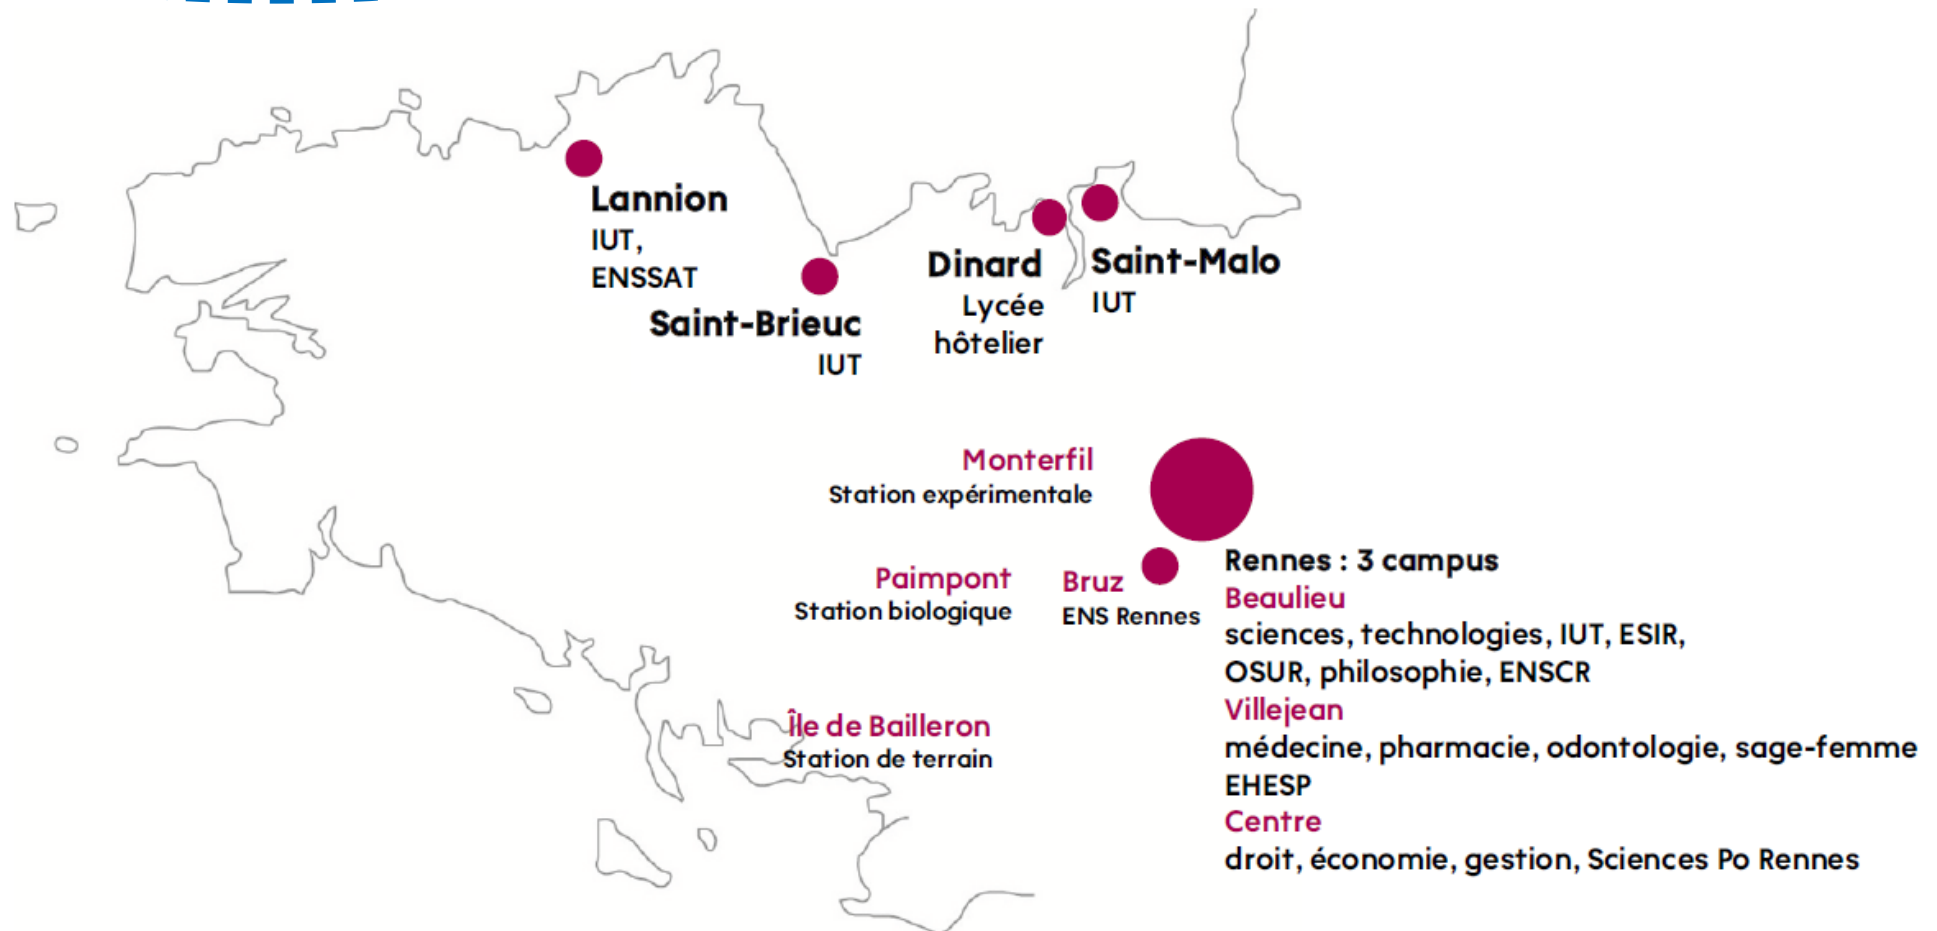 Lannion
IUT,
ENSSAT
Saint-Brieuc
IUT
Dinard
Lycée
hôtelier
Saint-Malo
IUT
Monterfil
Station expérimentale
Paimpont
Station biologique
Bruz
ENS Rennes
Île de Bailleron
Station de terrain
Rennes : 3 campus
Beaulieu
sciences, technologies, IUT, ESIR,
OSUR, philosophie, ENSCR
Villejean
médecine, pharmacie, odontologie, sage-femme
EHESP
Centre
droit, économie, gestion, Sciences Po Rennes